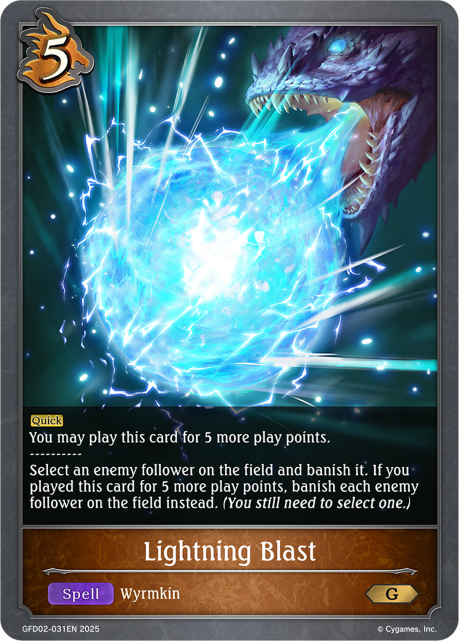 5
Quick
You may play this card for 5 more play points.
----------
Select an enemy follower on the field and banish it. If you
played this card for 5 more play points, banish each enemy
follower on the field instead. (You still need to select one.)
Lightning Blast
Spell Wyrmkin G
GFD02-031EN 2025 © Cygames, Inc.